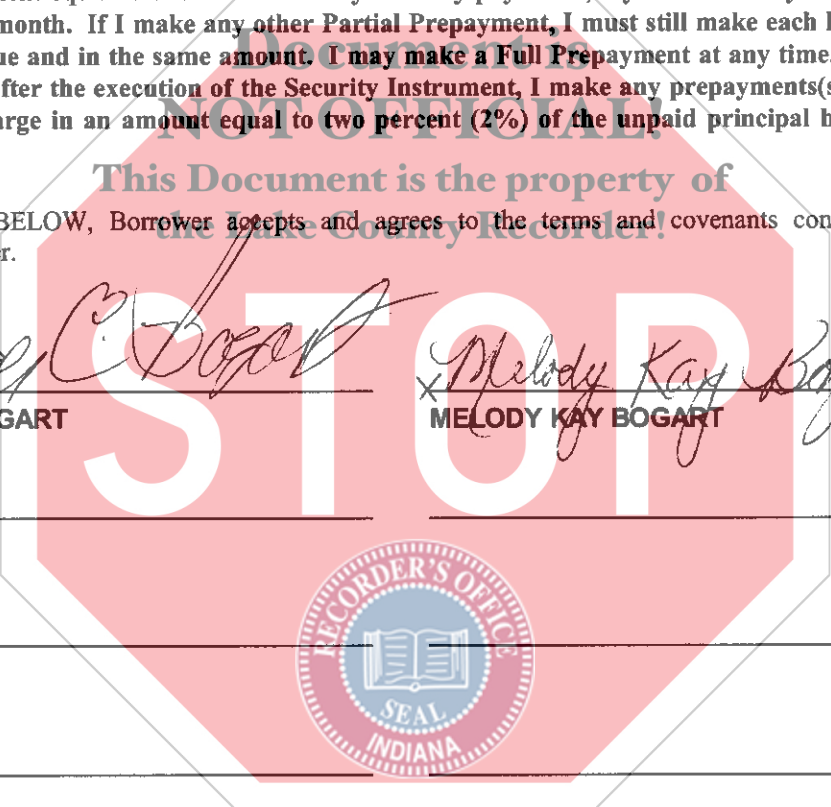 month. If I make any other Partial Prepayment, I must still make each
Document is
ue and in the same amount. I may make a Full Prepayment at any time.
fter the execution of the Security Instrument, I make any prepayments(s
NOT OFFICIAL!
arge in an amount equal to two percent (2%) of the unpaid principal
This Document is the property of
BELOW, Borrower accepts and agrees to the terms and covenants con
the Lake County Recorder!
r.
STOP
C. Bogart
x Melody Kay Bo
GART
MELODY KAY BOGART
RECORDER'S OFFICE
SEAL
INDIANA